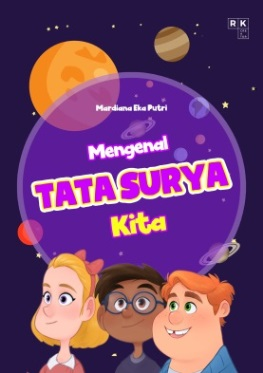 RK
Mardiana Eka Putri
Mengenal
TATA SURYA
Kita